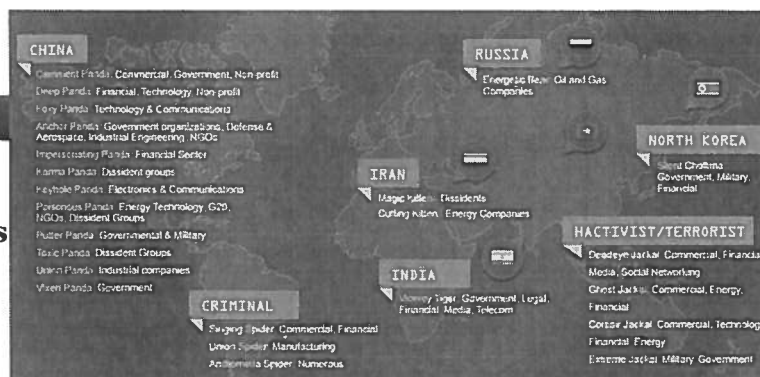 CHINA
Comment Panda: Commercial, Government, Non-profit
Deep Panda: Financial, Technology, Non-profit
Foxy Panda: Technology & Communications
Anchor Panda: Government organizations, Defense &
Aerospace, Industrial Engineering, NGOs
Impersonating Panda: Financial Sector
Karma Panda: Dissident groups
Keyhole Panda: Electronics & Communications
Poisonous Panda: Energy Technology, G20,
NGOs, Dissident Groups
Putter Panda: Governmental & Military
Toxic Panda: Dissident Groups
Union Panda: Industrial companies
Vixen Panda: Government
s
RUSSIA
Energetic Bear: Oil and Gas
Companies
NORTH KOREA
Silent Chollima:
Government, Military,
Financial
IRAN
Magic Kitten: Dissidents
Cutting Kitten: Energy Companies
INDIA
Viceroy Tiger: Government, Legal,
Financial, Media, Telecom
CRIMINAL
Singing Spider: Commercial, Financial
Union Spider: Manufacturing
Andromeda Spider: Numerous
HACTIVIST/TERRORIST
Deadeye Jackal: Commercial, Financial
Media, Social Networking
Ghost Jackal: Commercial, Energy,
Financial
Corsair Jackal: Commercial, Technology
Financial, Energy
Extreme Jackal: Military, Government